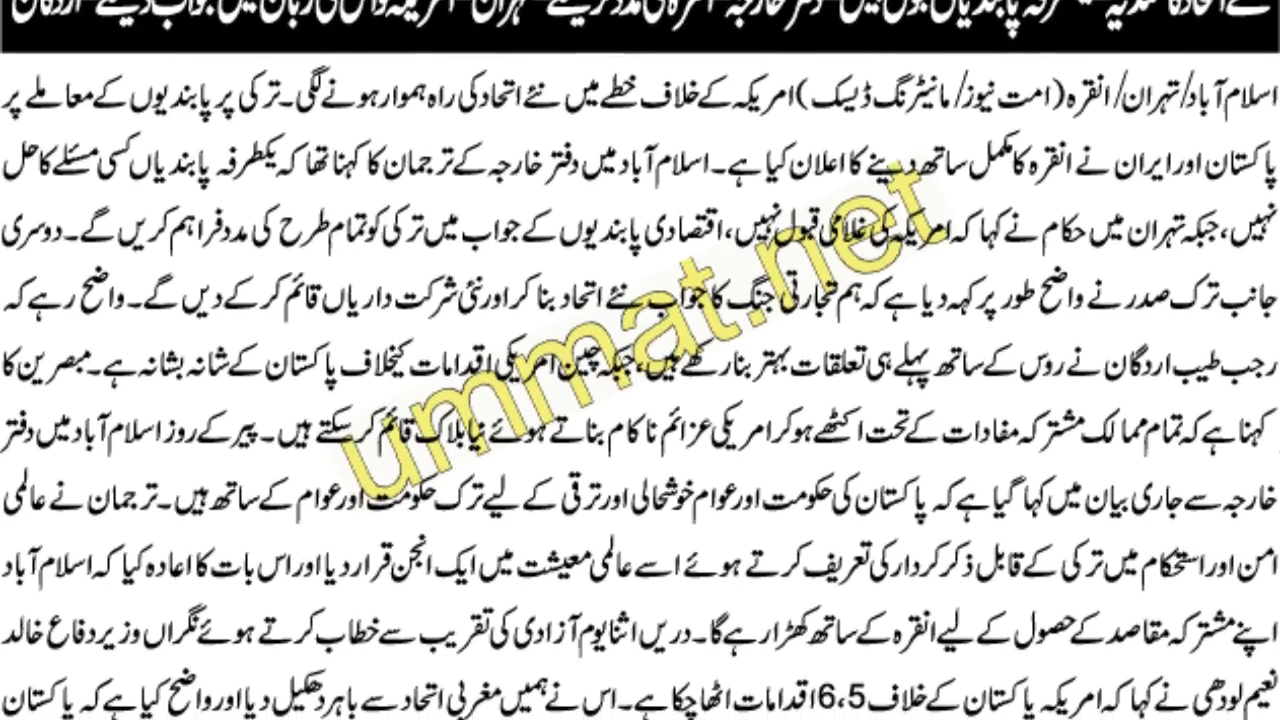 اسلام آباد/تہران/انقرہ (امت نیوز/مانیٹرنگ ڈیسک) امریکہ کے خلاف خطے میں نئے اتحاد کی راہ ہموار ہونے لگی۔ ترکی پر پابندیوں کے معاملے پر
پاکستان اور ایران نے انقرہ کا مکمل ساتھ دینے کا اعلان کیا ہے۔ اسلام آباد میں دفتر خارجہ کے ترجمان کا کہنا تھا کہ یکطرفہ پابندیاں کسی مسئلے کا حل
نہیں، جبکہ تہران میں حکام نے کہا کہ امریکہ کی غلامی قبول نہیں، اقتصادی پابندیوں کے جواب میں ترکی کو تمام طرح کی مدد فراہم کریں گے۔ دوسری
جانب ترک صدر نے واضح طور پر کہہ دیا ہے کہ ہم تجارتی جنگ کا جواب نئے اتحاد بنا کر اور نئی شرکت داریاں قائم کر کے دیں گے۔ واضح رہے کہ
رجب طیب اردگان نے روس کے ساتھ پہلے ہی تعلقات بہتر بنا رکھے ہیں، جبکہ چین امریکی اقدامات کیخلاف پاکستان کے شانہ بشانہ ہے۔ مبصرین کا
کہنا ہے کہ تمام ممالک مشترکہ مفادات کے تحت اکٹھے ہو کر امریکی عزائم ناکام بناتے ہوئے نیا بلاک قائم کر سکتے ہیں۔ پیر کے روز اسلام آباد میں دفتر
خارجہ سے جاری بیان میں کہا گیا ہے کہ پاکستان کی حکومت اور عوام خوشحالی اور ترقی کے لیے ترک حکومت اور عوام کے ساتھ ہیں۔ ترجمان نے عالمی
امن اور استحکام میں ترکی کے قابل ذکر کردار کی تعریف کرتے ہوئے اسے عالمی معیشت میں ایک انجن قرار دیا اور اس بات کا اعادہ کیا کہ اسلام آباد
اپنے مشترکہ مقاصد کے حصول کے لیے انقرہ کے ساتھ کھڑا رہے گا۔ دریں اثنا یوم آزادی کی تقریب سے خطاب کرتے ہوئے نگراں وزیر دفاع خالد
نعیم لودھی نے کہا کہ امریکہ پاکستان کے خلاف 6،5 اقدامات اٹھا چکا ہے۔ اس نے ہمیں مغربی اتحاد سے باہر دھکیل دیا اور واضح کیا ہے کہ پاکستان
ummat.net